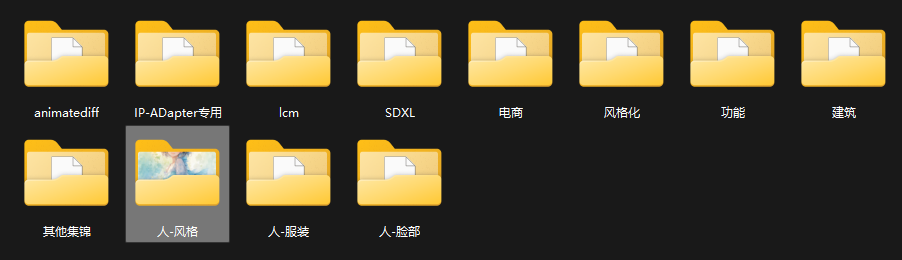 animatediff
IP-ADapter专用
lcm
SDXL
电商
风格化
功能
建筑
其他集锦
人-风格
人-服装
人-脸部